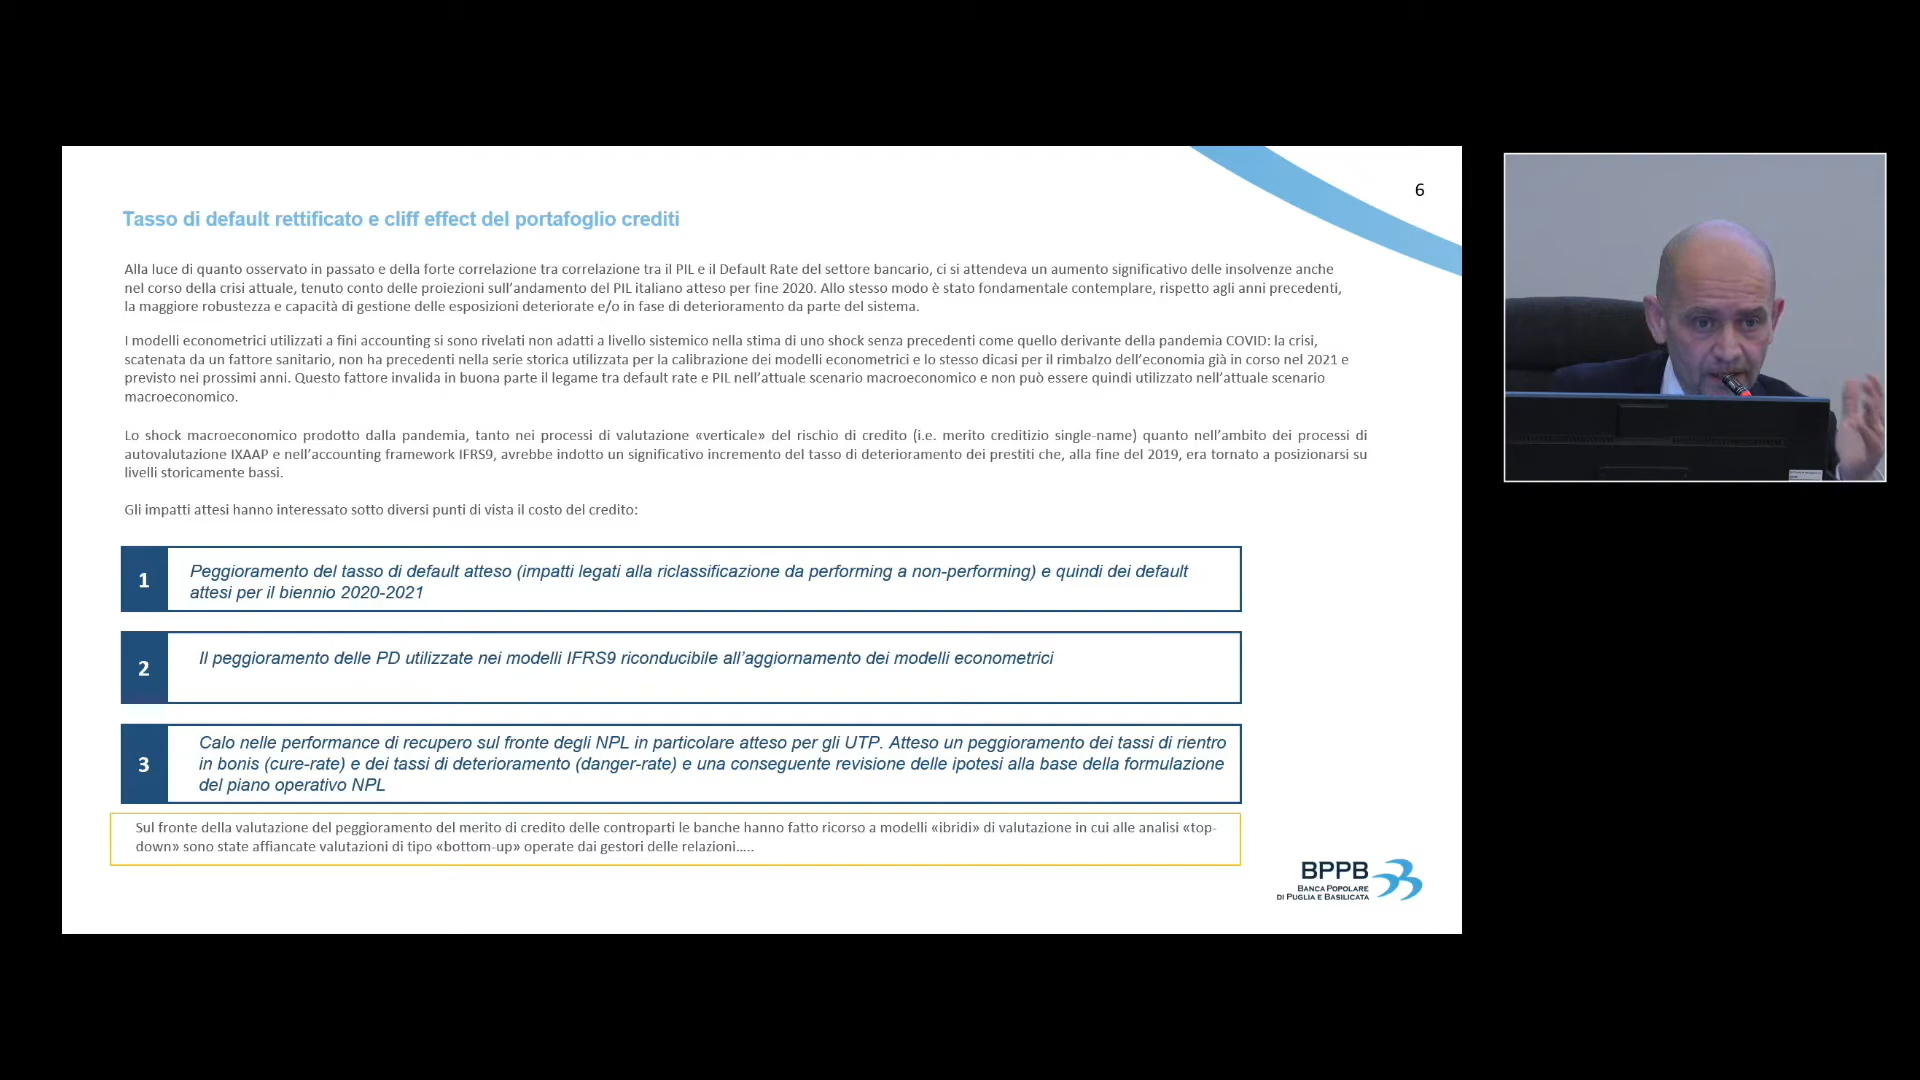 6
Tasso di default rettificato e cliff effect del portafoglio crediti
Alla luce di quanto osservato in passato e della forte correlazione tra correlazione tra il PIL e il Default Rate del settore bancario, ci si attendeva un aumento significativo delle insolvenze anche
nel corso della crisi attuale, tenuto conto delle proiezioni sull'andamento del PIL italiano atteso per fine 2020. Allo stesso modo è stato fondamentale contemplare, rispetto agli anni precedenti,
la maggiore robustezza e capacità di gestione delle esposizioni deteriorate e/o in fase di deterioramento da parte del sistema.
I modelli econometrici utilizzati a fini accounting si sono rivelati non adatti a livello sistemico nella stima di uno shock senza precedenti come quello derivante della pandemia COVID: la crisi,
scatenata da un fattore sanitario, non ha precedenti nella serie storica utilizzata per la calibrazione dei modelli econometrici e lo stesso dicasi per il rimbalzo dell'economia già in corso nel 2021 e
previsto nei prossimi anni. Questo fattore invalida in buona parte il legame tra default rate e PIL nell'attuale scenario macroeconomico e non può essere quindi utilizzato nell'attuale scenario
macroeconomico.
Lo shock macroeconomico prodotto dalla pandemia, tanto nei processi di valutazione «verticale» del rischio di credito (i.e. merito creditizio single-name) quanto nell'ambito dei processi di
autovalutazione IXAAP e nell'accounting framework IFRS9, avrebbe indotto un significativo incremento del tasso di deterioramento dei prestiti che, alla fine del 2019, era tornato a posizionarsi su
livelli storicamente bassi.
Gli impatti attesi hanno interessato sotto diversi punti di vista il costo del credito:
1
Peggioramento del tasso di default atteso (impatti legati alla riclassificazione da performing a non-performing) e quindi dei default
attesi per il biennio 2020-2021
2
Il peggioramento delle PD utilizzate nei modelli IFRS9 riconducibile all'aggiornamento dei modelli econometrici
3
Calo nelle performance di recupero sul fronte degli NPL in particolare atteso per gli UTP. Atteso un peggioramento dei tassi di rientro
in bonis (cure-rate) e dei tassi di deterioramento (danger-rate) e una conseguente revisione delle ipotesi alla base della formulazione
del piano operativo NPL
Sul fronte della valutazione del peggioramento del merito di credito delle controparti le banche hanno fatto ricorso a modelli «ibridi» di valutazione in cui alle analisi «top-
down» sono state affiancate valutazioni di tipo «bottom-up» operate dai gestori delle relazioni.....
BPPB
BANCA POPOLARE
DI PUGLIA E BASILICATA